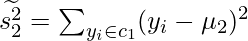 $\widetilde{s_2^2} = \sum_{y_i \in c_1} (y_i - \mu_2)^2$